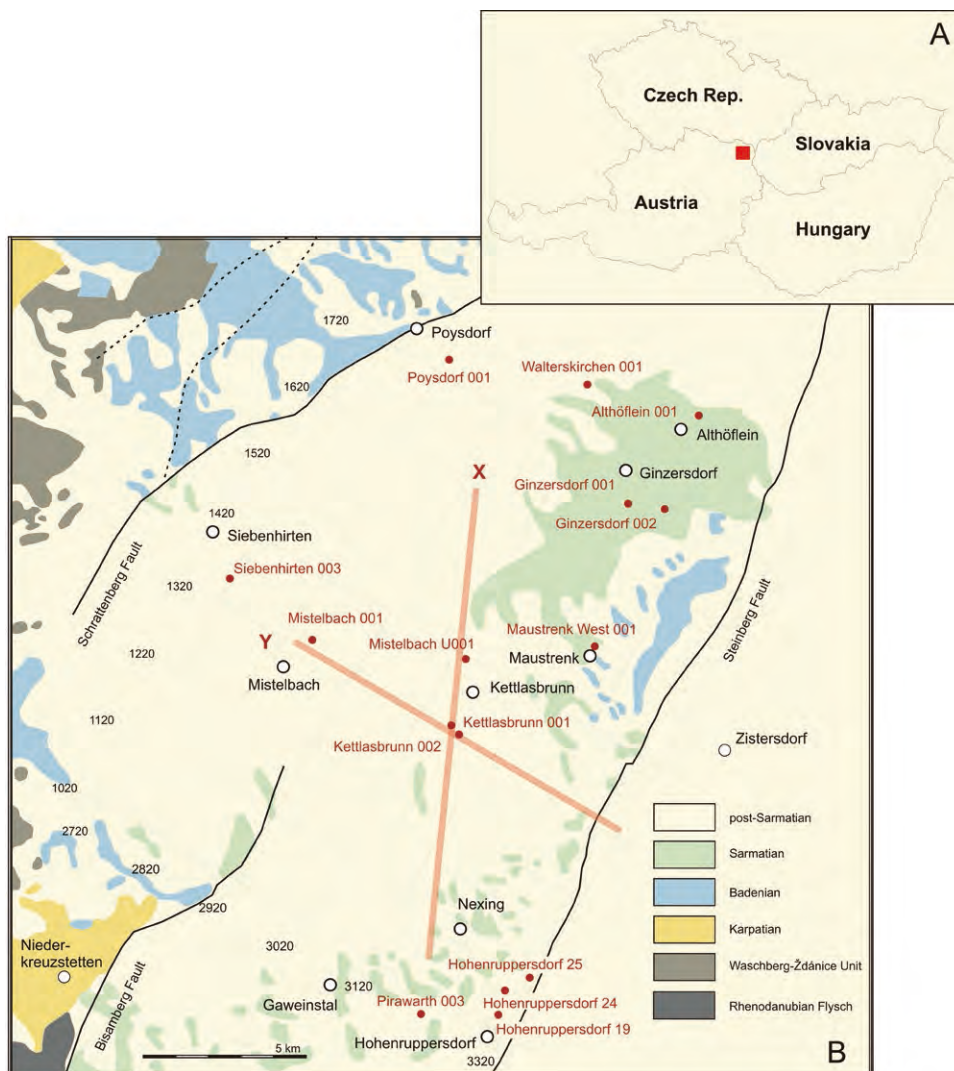 A
Czech Rep.
Slovakia
Austria
Hungary
1720
Poysdorf
Poysdorf 001
Walterskirchen 001
1620
Althöflein 001
Althöflein
1520
X
Ginzersdorf
Ginzersdorf 001
1420
Ginzersdorf 002
Siebenhirten
Schrattenberg Fault
1320
Siebenhirten 003
Steinberg Fault
Mistelbach 001
Maustrenk West 001
Y
Mistelbach U001
1220
Maustrenk
Mistelbach
Kettlasbrunn
1120
Kettlasbrunn 001
Kettlasbrunn 002
Zistersdorf
1020
2720
post-Sarmatian
Sarmatian
2820
Badenian
2920
Nexing
Karpatian
Nieder-
kreuzstetten
3020
Hohenruppersdorf 25
Waschberg-Ždánice Unit
Bisamberg Fault
Gaweinstal
3120
Pirawarth 003
Hohenruppersdorf 24
Rhenodanubian Flysch
Hohenruppersdorf 19
5 km
Hohenruppersdorf
3320
B